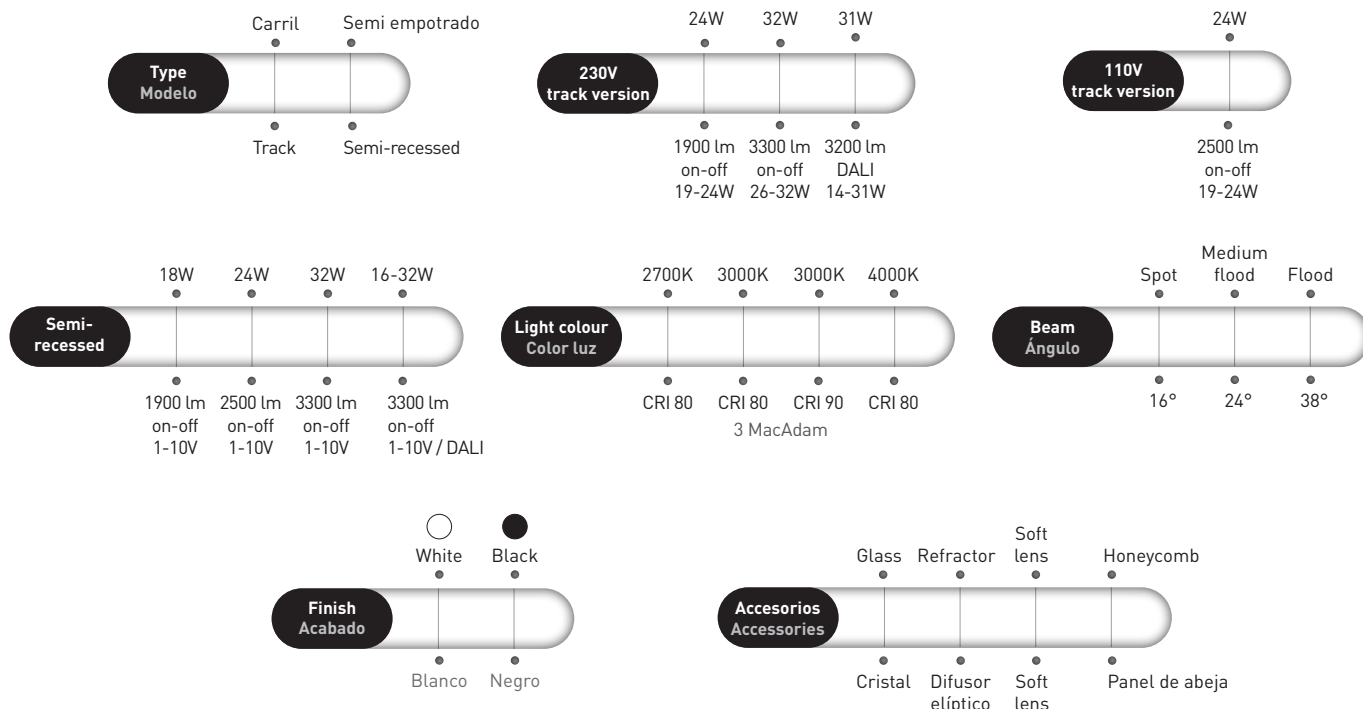 Carril Semi empotrado
Type
Modelo
Track Semi-recessed
24W 32W 31W
230V
track version
1900 lm 3300 lm 3200 lm
on-off on-off DALI
19-24W 26-32W 14-31W
24W
110V
track version
2500 lm
on-off
19-24W
18W 24W 32W 16-32W
Semi-
recessed
1900 lm 2500 lm 3300 lm 3300 lm
on-off on-off on-off on-off
1-10V 1-10V 1-10V 1-10V / DALI
2700K 3000K 3000K 4000K
Light colour
Color luz
CRI 80 CRI 80 CRI 90 CRI 80
3 MacAdam
Medium
Spot flood Flood
Beam
Ángulo
16° 24° 38°
White Black
Finish
Acabado
Blanco Negro
Soft
Glass Refractor lens Honeycomb
Accesorios
Accessories
Cristal Difusor Soft Panel de abeja
elíptico lens